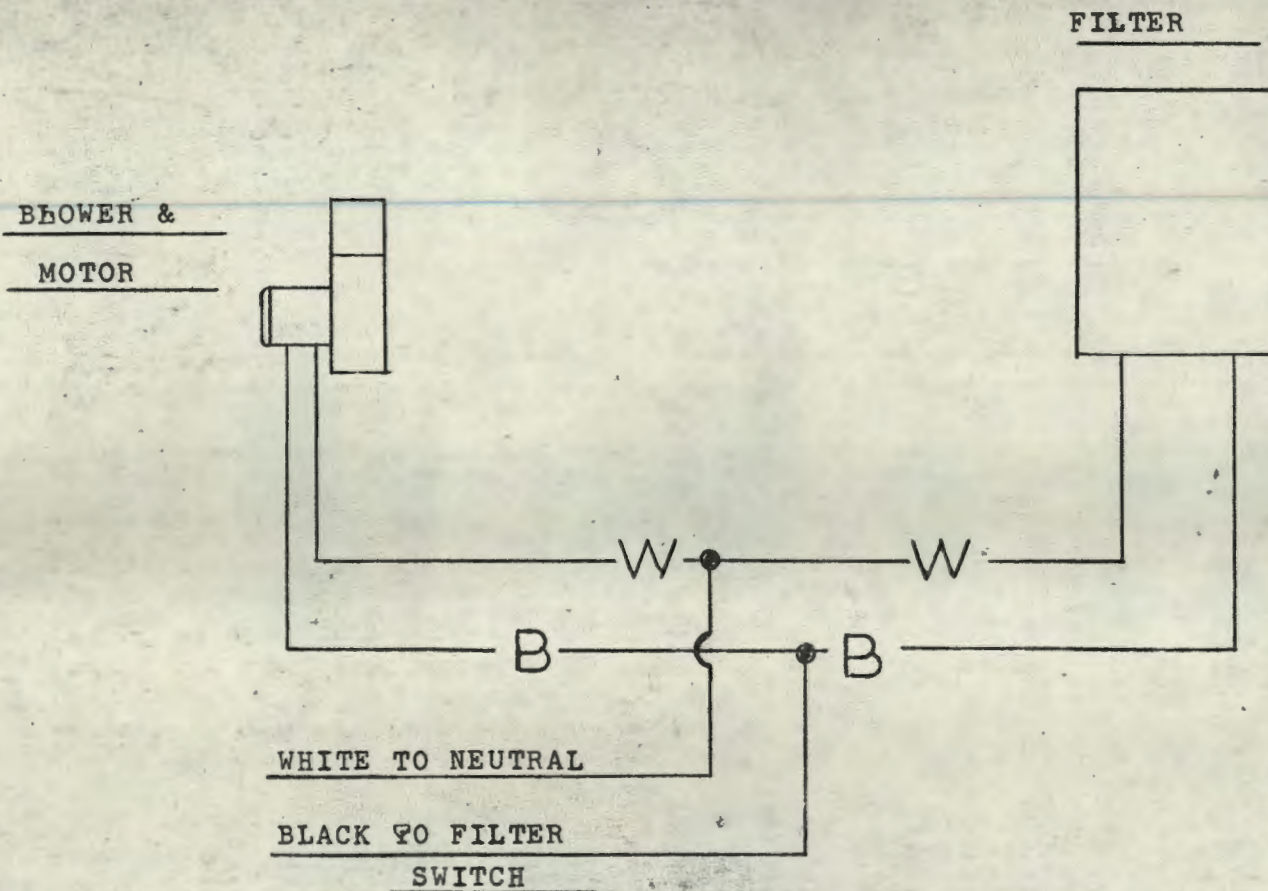 FILTER
BLOWER &
MOTOR
W W
B B
WHITE TO NEUTRAL
BLACK TO FILTER
SWITCH